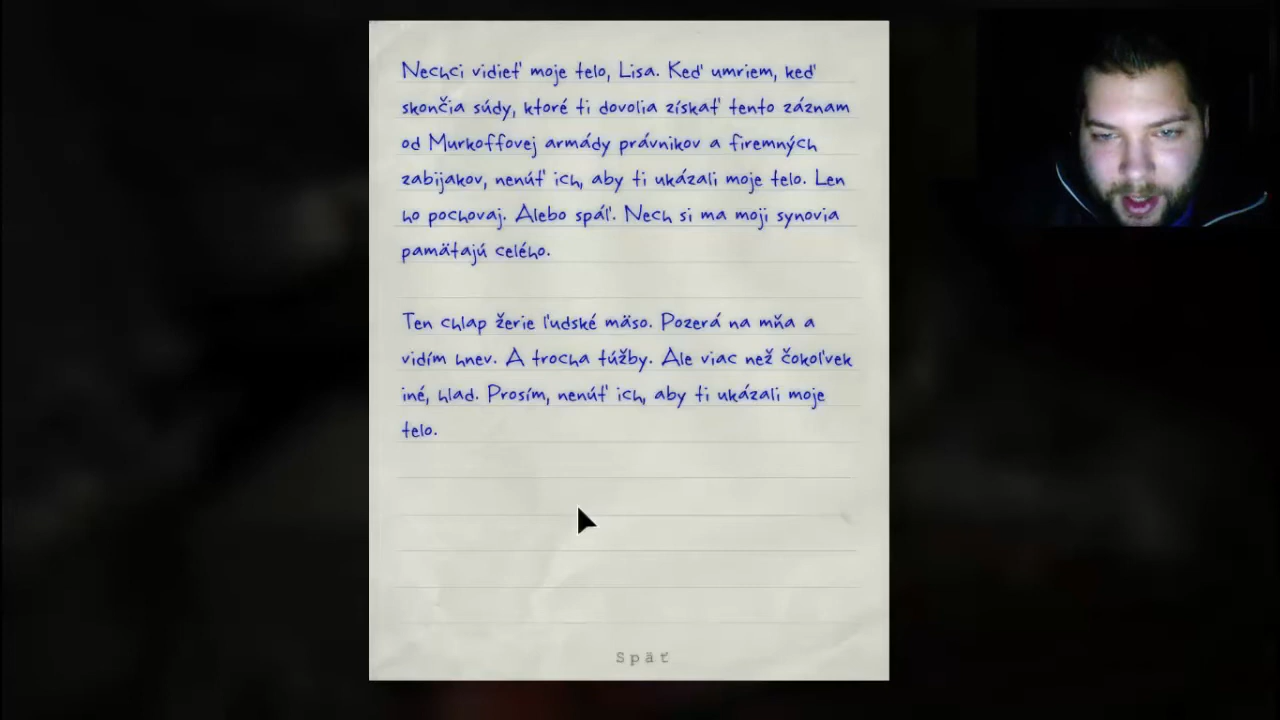 Nechci vidieť moje telo, Lisa. Keď umriem, keď
skončia súdy, ktoré ti dovolia získať tento záznam
od Murkoffovej armády právnikov a firemných
zabijakov, nenúť ich, aby ti ukázali moje telo. Len
ho pochovaj. Alebo spáľ. Nech si ma moji synovia
pamätajú celého.
Ten chlap žerie ľudské mäso. Pozerá na mňa a
vidím hnev. A trocha túžby. Ale viac než čokoľvek
iné, hlad. Prosím, nenúť ich, aby ti ukázali moje
telo.
Späť